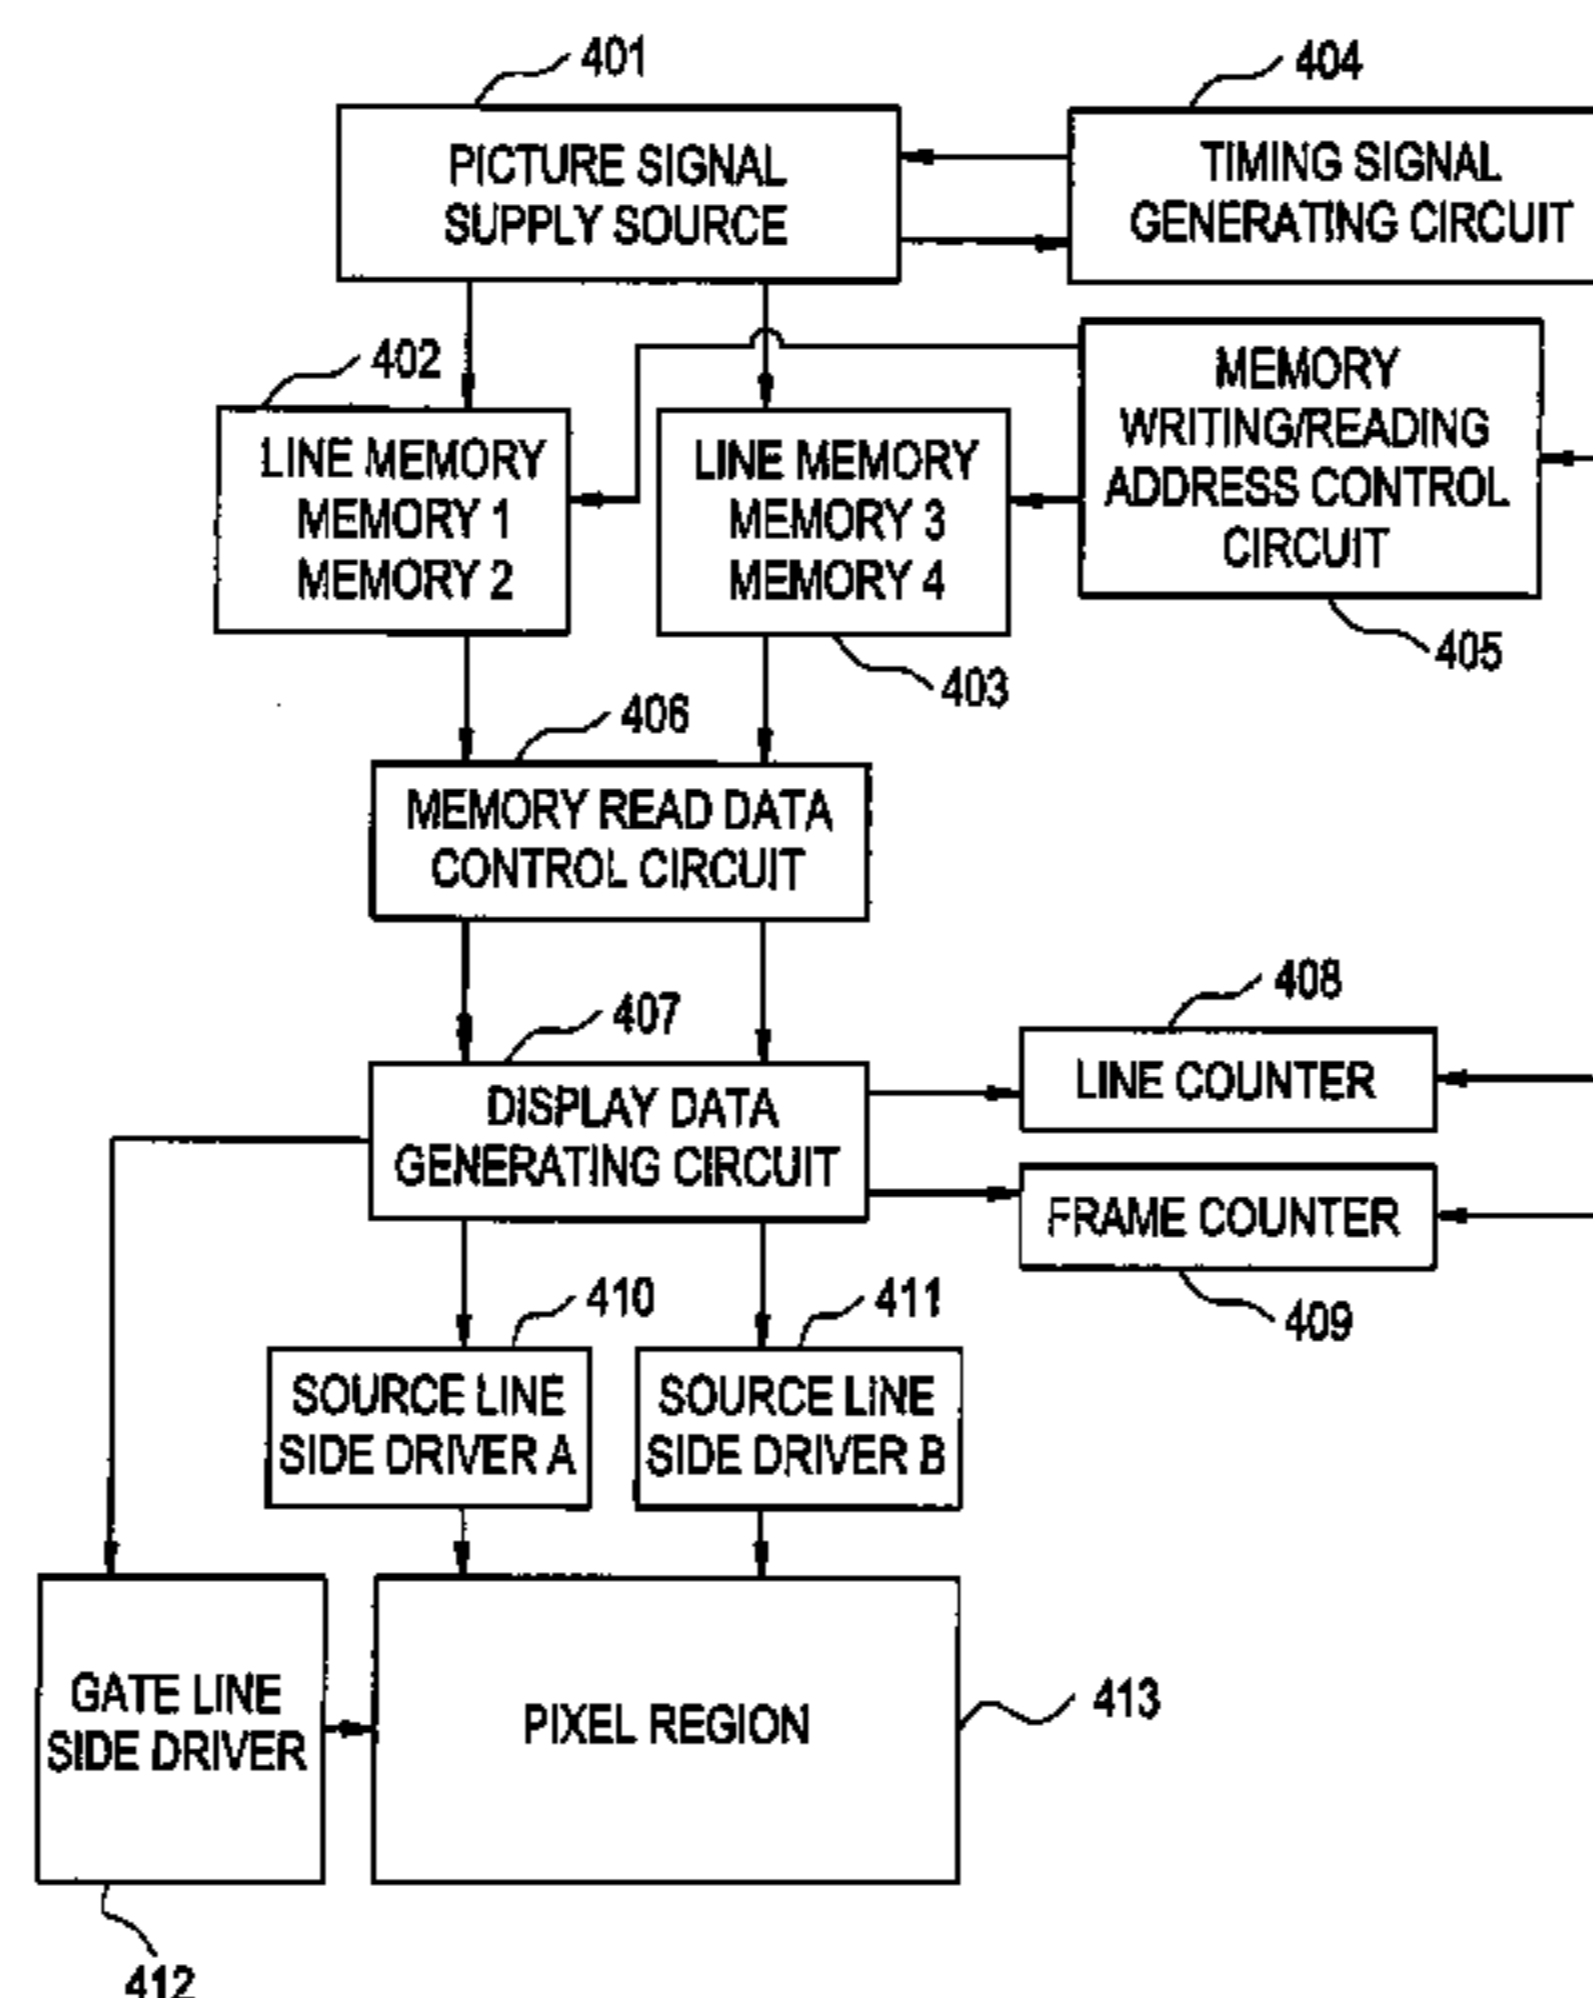 401
404
PICTURE SIGNAL
SUPPLY SOURCE
TIMING SIGNAL
GENERATING CIRCUIT
402
LINE MEMORY
MEMORY 1
MEMORY 2
LINE MEMORY
MEMORY 3
MEMORY 4
MEMORY
WRITING/READING
ADDRESS CONTROL
CIRCUIT
403
405
406
MEMORY READ DATA
CONTROL CIRCUIT
407
408
DISPLAY DATA
GENERATING CIRCUIT
LINE COUNTER
FRAME COUNTER
409
410
411
SOURCE LINE
SIDE DRIVER A
SOURCE LINE
SIDE DRIVER B
GATE LINE
SIDE DRIVER
PIXEL REGION
413
412